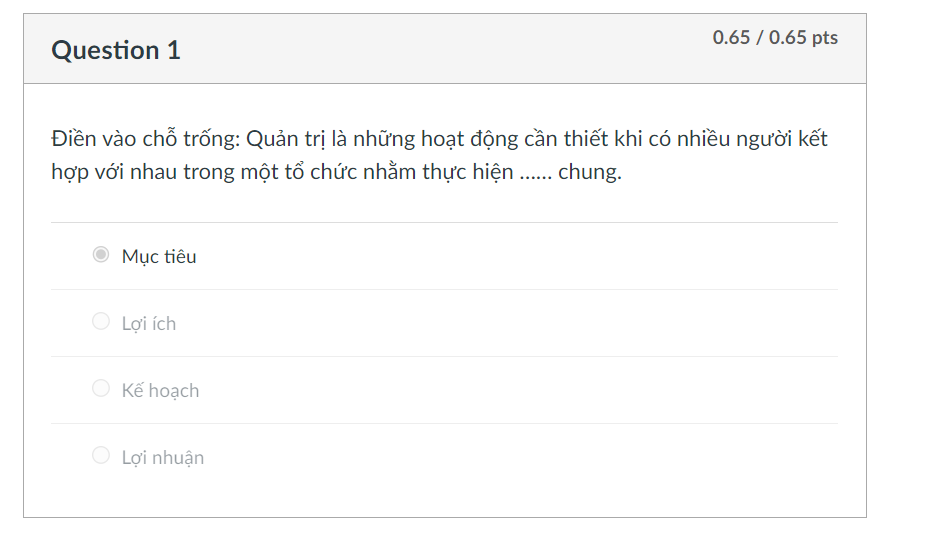 Question 1
0.65 / 0.65 pts
Điền vào chỗ trống: Quản trị là những hoạt động cần thiết khi có nhiều người kết
hợp với nhau trong một tổ chức nhằm thực hiện ...... chung.
Mục tiêu
Lợi ích
Kế hoạch
Lợi nhuận